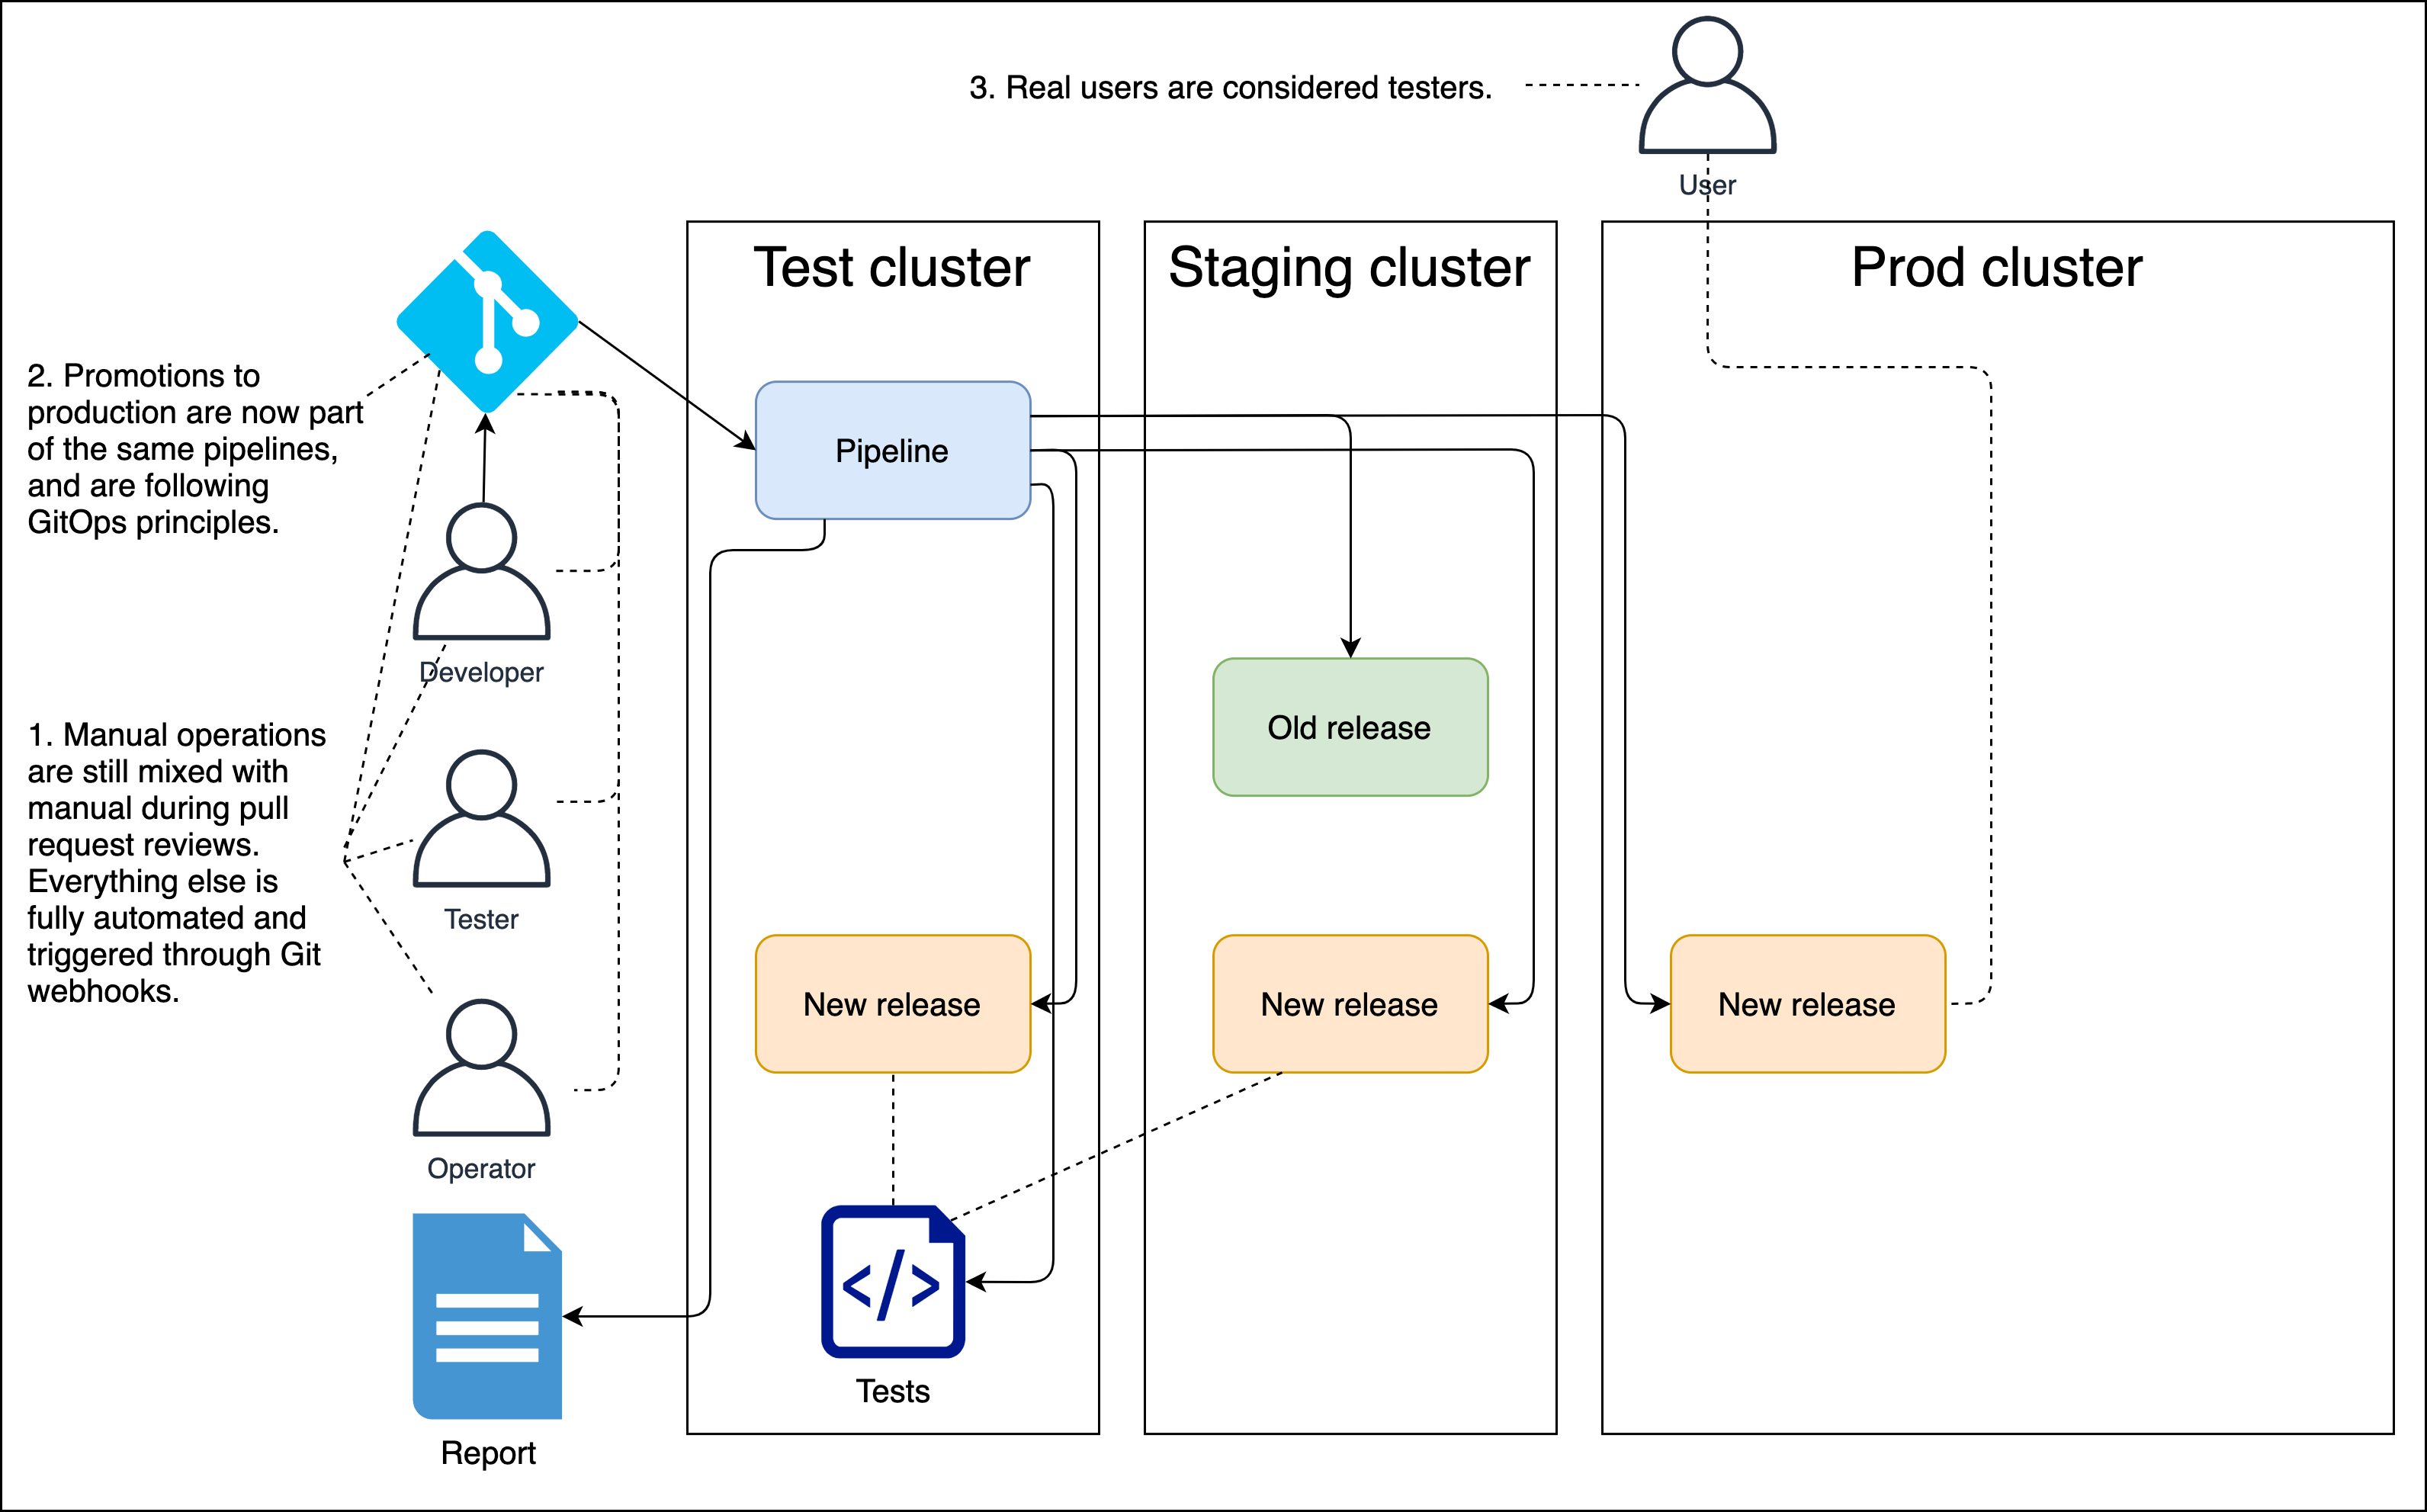 3. Real users are considered testers.
User
Test cluster
Staging cluster
Prod cluster
2. Promotions to
production are now part
of the same pipelines,
and are following
GitOps principles.
Pipeline
Developer
Old release
1. Manual operations
are still mixed with
manual during pull
request reviews.
Everything else is
fully automated and
triggered through Git
webhooks.
Tester
New release
New release
New release
Operator
</>
Tests
Report